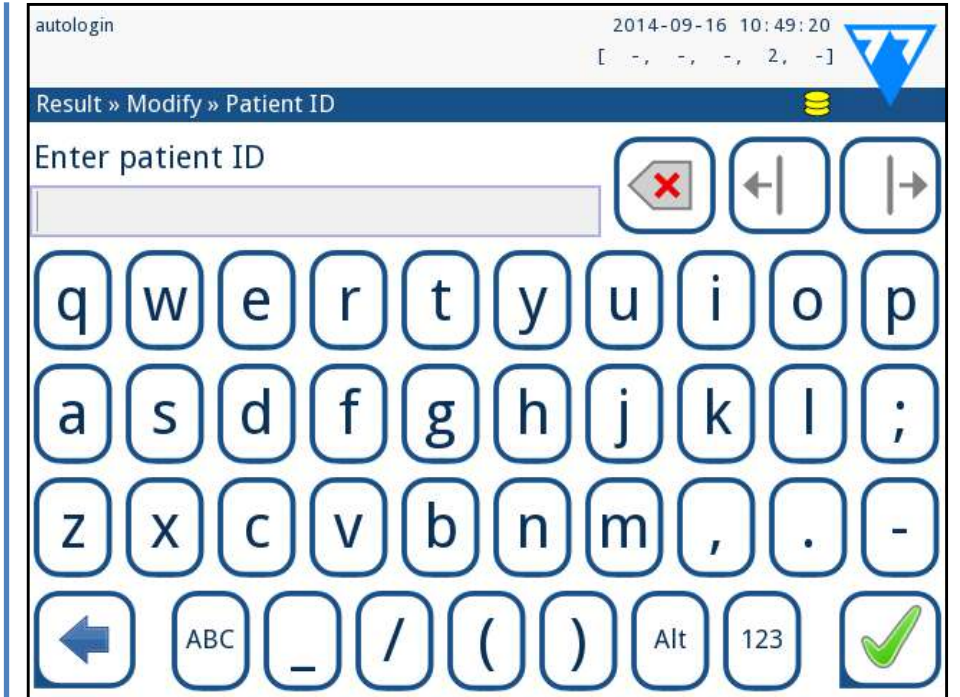 autologin
2014-09-16 10:49:20
[ -, -, -, 2, -]
Result » Modify » Patient ID
Enter patient ID
q w e r t y u i o p
a s d f g h j k l ;
z x c v b n m , . -
ABC _ / ( ) Alt 123